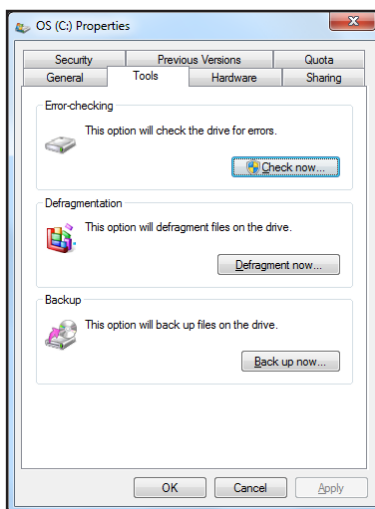 OS (C:) Properties
Security Previous Versions Quota
General Tools Hardware Sharing
Error-checking
This option will check the drive for errors.
Check now...
Defragmentation
This option will defragment files on the drive.
Defragment now...
Backup
This option will back up files on the drive.
Back up now...
OK Cancel Apply